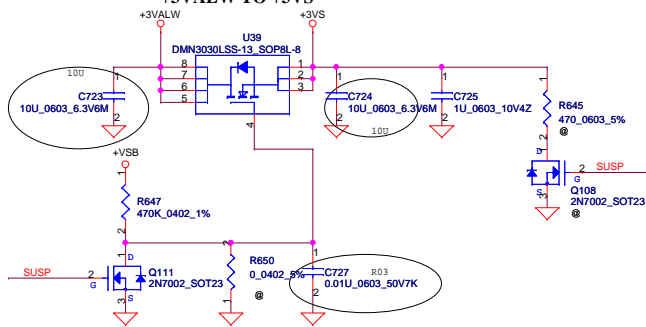 +3VALW TO +3VS
+3VALW
+3VS
U39
DMN3030LSS-13_SOP8L-8
8
7
6
5
1
2
3
4
10U
1
C723
10U_0603_6.3V6M
2
1
C724
10U_0603_6.3V6M
2
10U
1
C725
1U_0603_10V4Z
2
1
R645
470_0603_5%
2
@
1
D
2
SUSP
G
S
3
Q108
2N7002_SOT23
@
+VSB
1
R647
470K_0402_1%
2
1
D
SUSP
2
G
S
3
Q111
2N7002_SOT23
2
R650
0_0402_5%
1
@
1
C727
0.01U_0603_50V7K
2
R03